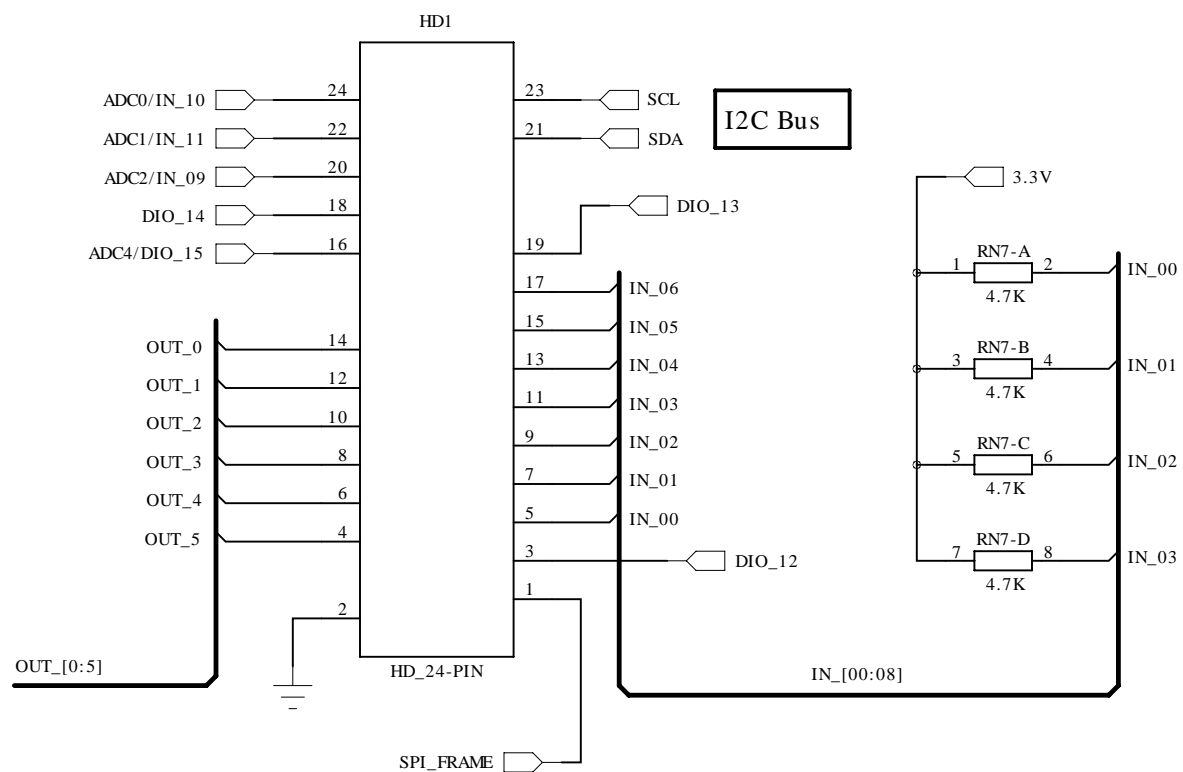 HD1
24
23
ADC0/IN_10
SCL
22
21
ADC1/IN_11
SDA
I2C Bus
20
ADC2/IN_09
3.3V
18
DIO_14
DIO_13
16
19
ADC4/DIO_15
RN7-A
1
2
IN_00
4.7K
17
IN_06
15
IN_05
14
OUT_0
13
IN_04
RN7-B
3
4
IN_01
4.7K
12
OUT_1
11
IN_03
10
OUT_2
9
IN_02
RN7-C
5
6
IN_02
4.7K
8
OUT_3
7
IN_01
6
OUT_4
5
IN_00
4
OUT_5
3
DIO_12
RN7-D
7
8
IN_03
4.7K
2
1
OUT_[0:5]
HD_24-PIN
IN_[00:08]
SPI_FRAME